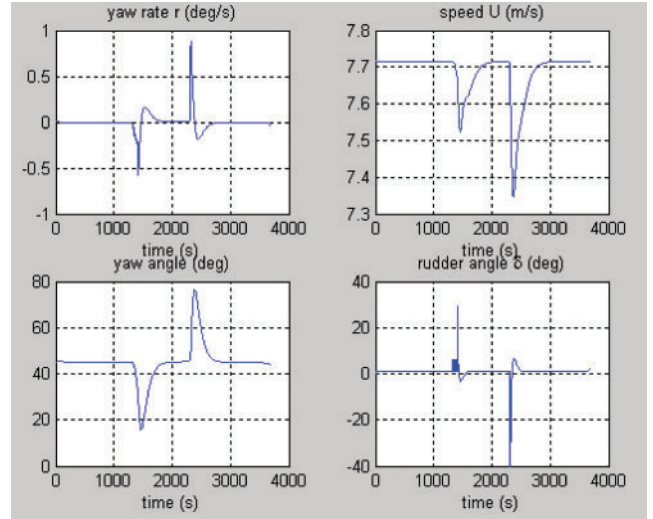 yaw rate r (deg/s)
speed U (m/s)
1
0.5
0
-0.5
-1
0 1000 2000 3000 4000
time (s)
7.8
7.7
7.6
7.5
7.4
7.3
0 1000 2000 3000 4000
time (s)
yaw angle (deg)
rudder angle δ (deg)
80
60
40
20
0
0 1000 2000 3000 4000
time (s)
40
20
0
-20
-40
0 1000 2000 3000 4000
time (s)